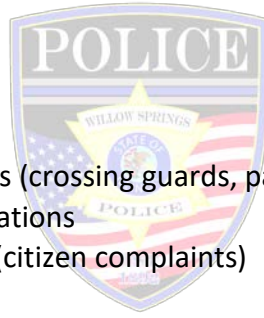 POLICE
WILLOW SPRINGS
STATE OF
s (crossing guards, pa
POLICE
ations
(citizen complaints)